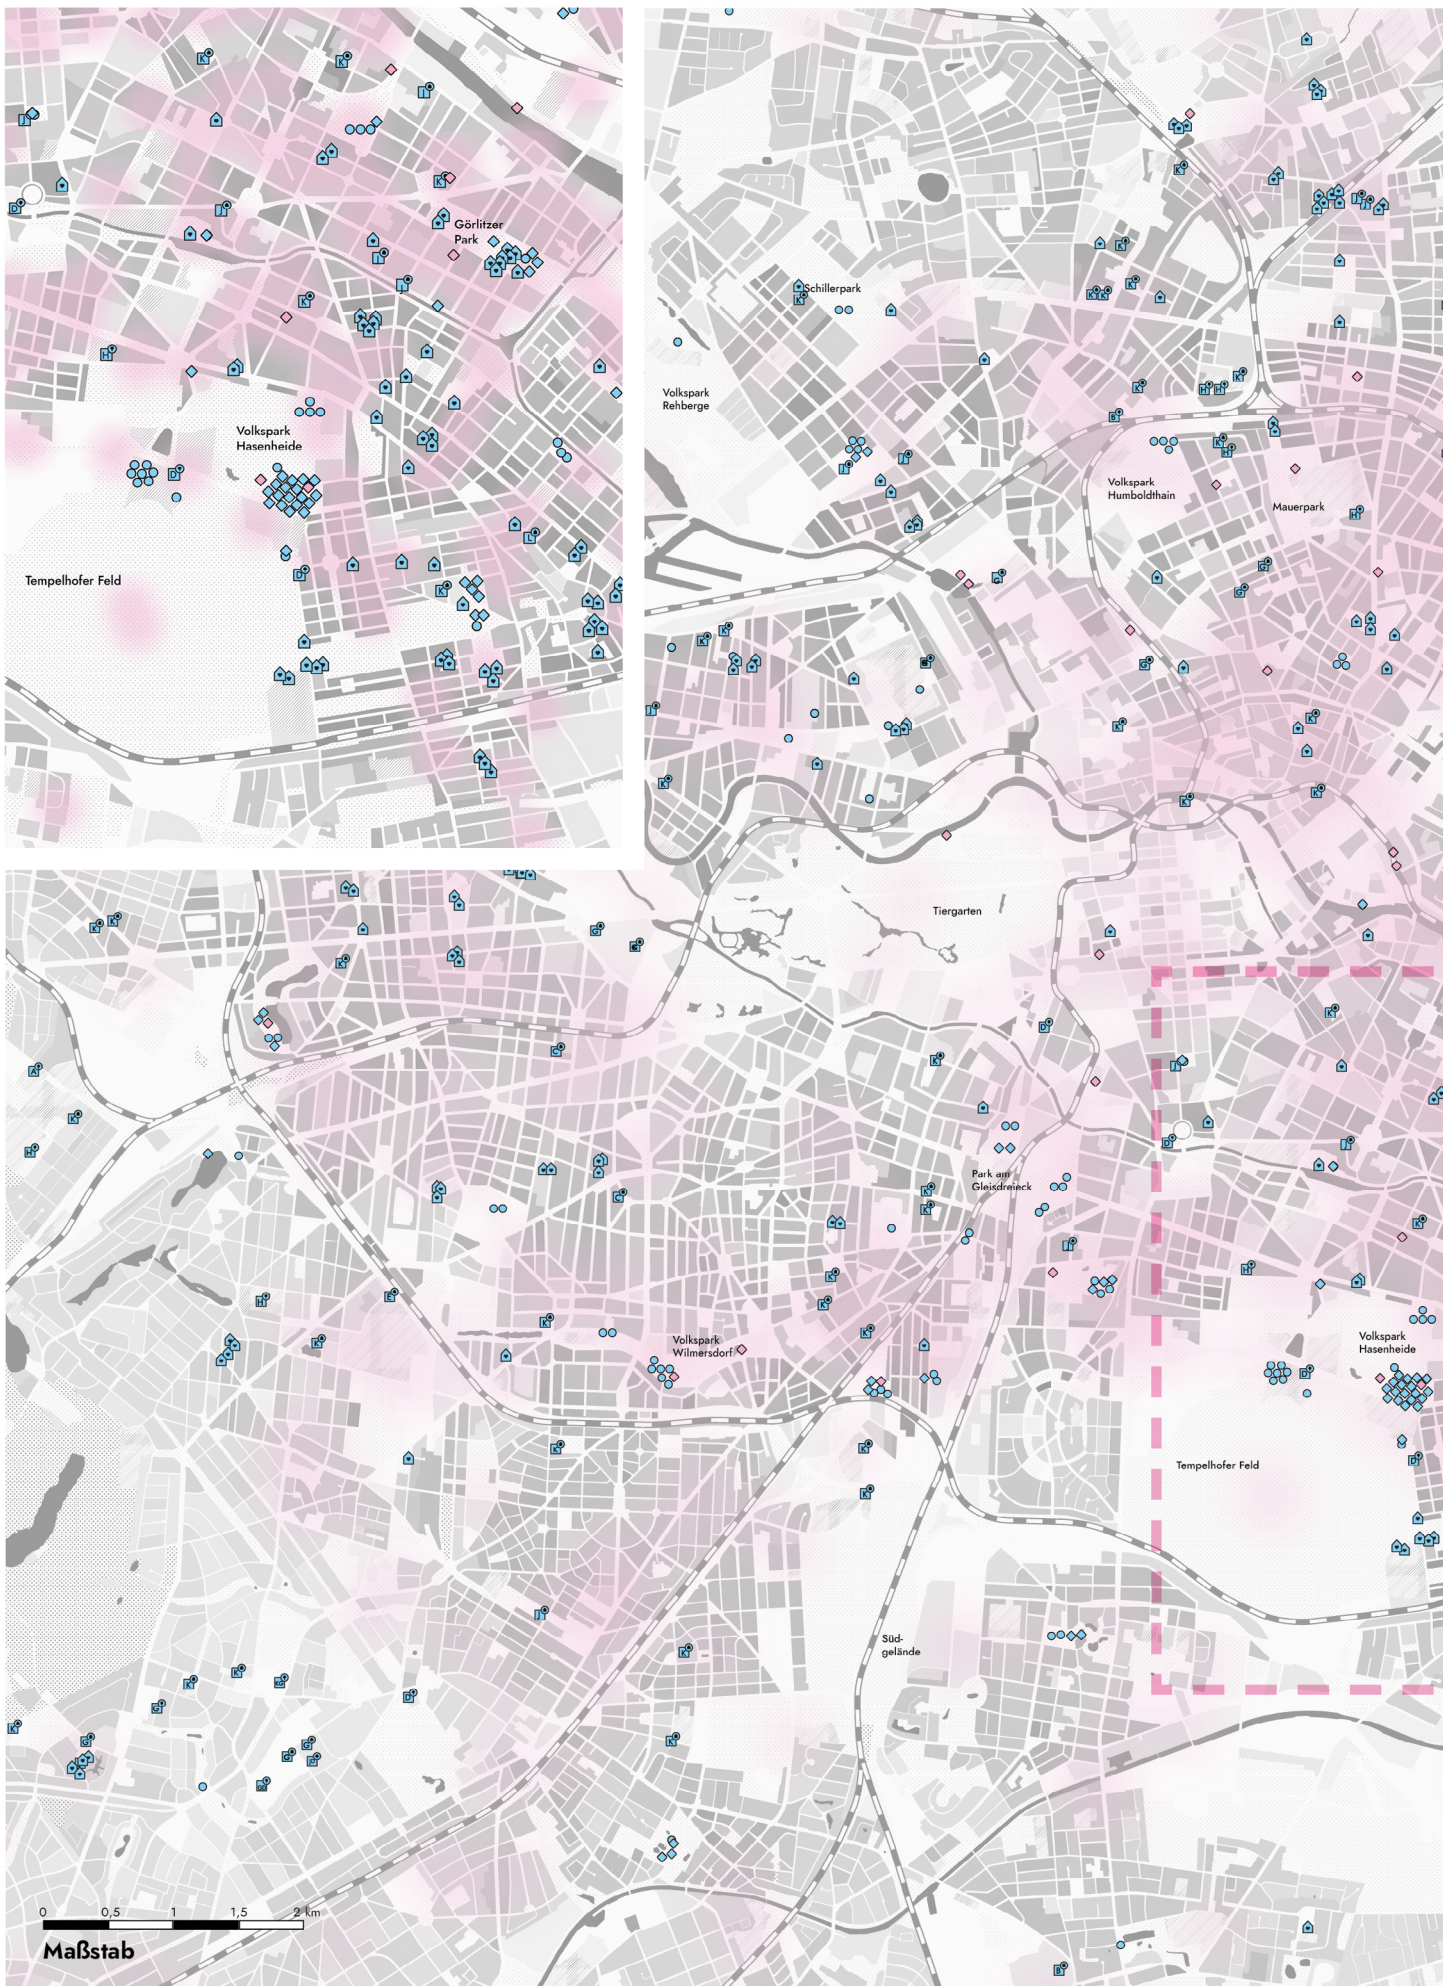 Görlitzer
Park
Volkspark
Hasenheide
Tempelhofer Feld
Schillerpark
Volkspark
Rehberge
Volkspark
Humboldthain
Mauerpark
Tiergarten
Park am
Gleisdreieck
Volkspark
Wilmersdorf
Volkspark
Hasenheide
Tempelhofer Feld
Süd-
gelände
0 0,5 1 1,5 2 km
Maßstab